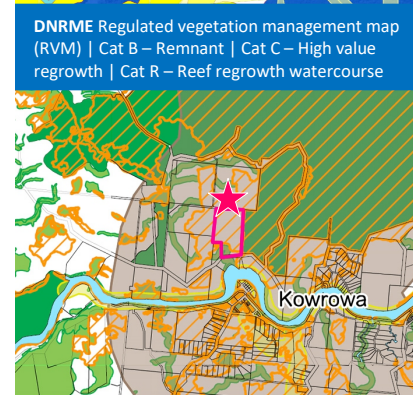 DNRME Regulated vegetation management map
(RVM) | Cat B – Remnant | Cat C – High value
regrowth | Cat R – Reef regrowth watercourse
Kowrowa